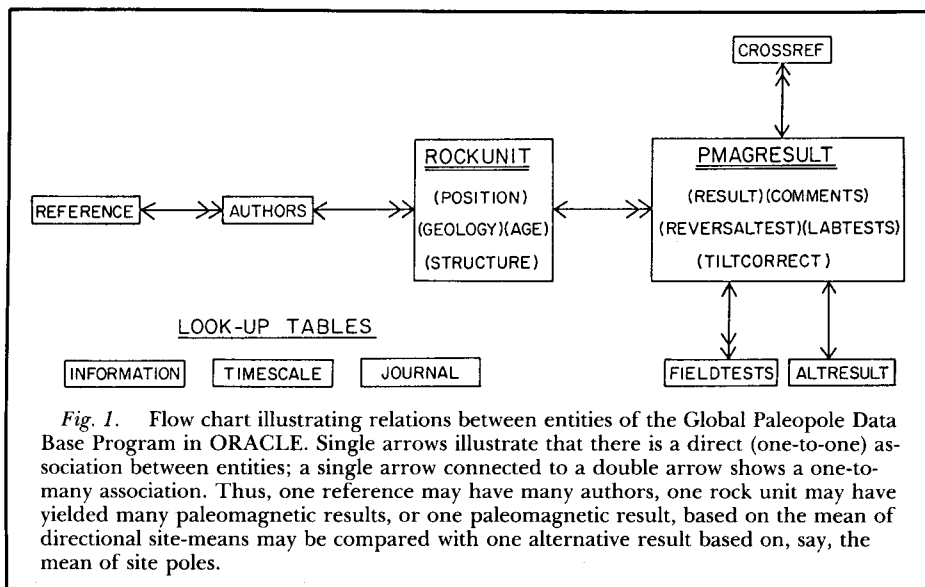 CROSSREF
ROCKUNIT
(POSITION)
(GEOLOGY)(AGE)
(STRUCTURE)
PMAGRESULT
(RESULT)(COMMENTS)
(REVERSALTEST)(LABTESTS)
(TILTCORRECT)
REFERENCE
AUTHORS
LOOK-UP TABLES
INFORMATION
TIMESCALE
JOURNAL
FIELDTESTS
ALTRESULT
Fig. 1. Flow chart illustrating relations between entities of the Global Paleopole Data
Base Program in ORACLE. Single arrows illustrate that there is a direct (one-to-one) as-
sociation between entities; a single arrow connected to a double arrow shows a one-to-
many association. Thus, one reference may have many authors, one rock unit may have
yielded many paleomagnetic results, or one paleomagnetic result, based on the mean of
directional site-means may be compared with one alternative result based on, say, the
mean of site poles.